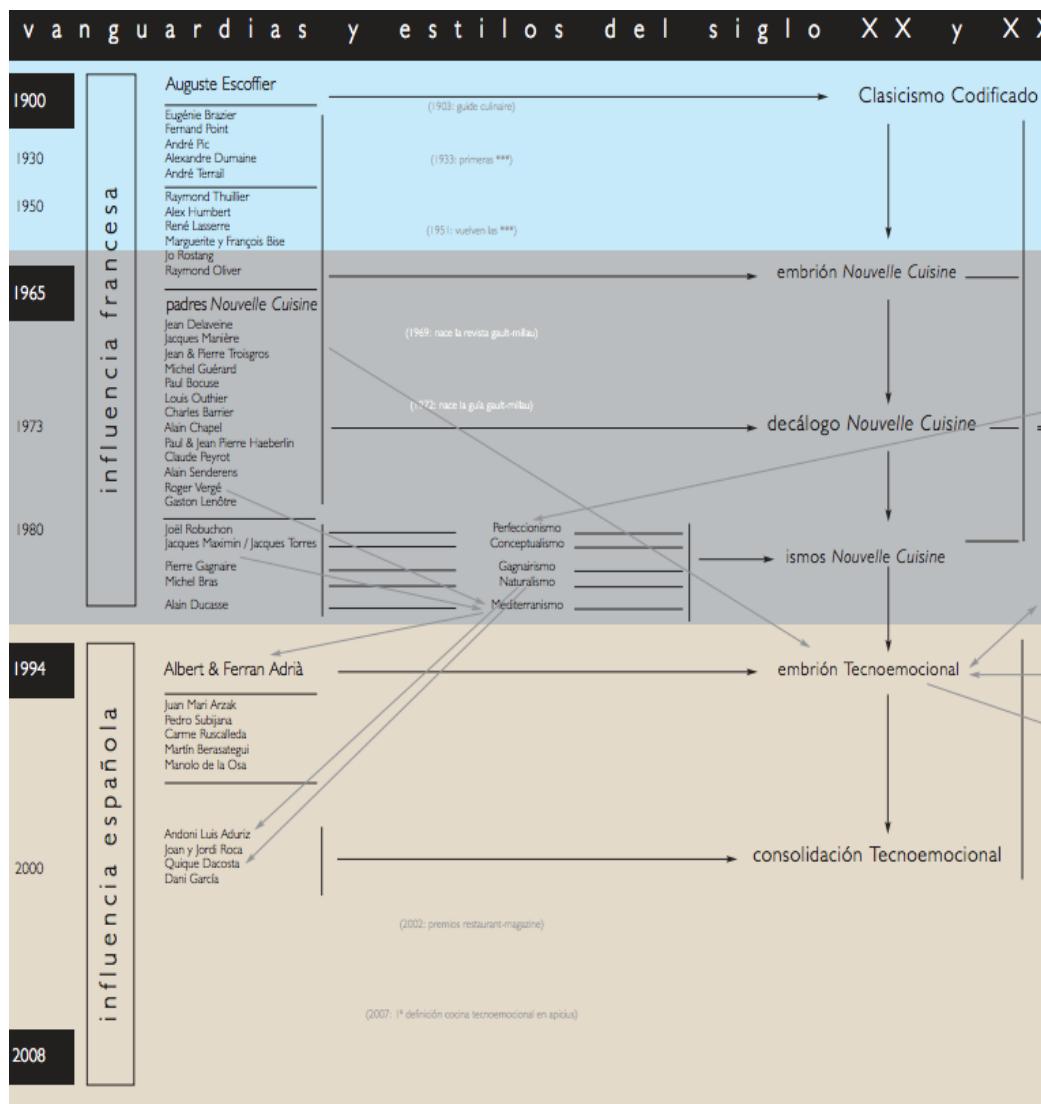 vanguardias y estilos del siglo XX y XX
1900
influencia francesa
Auguste Escoffier
(1903: guide culinaire)
Clasicismo Codificado
Eugénie Brazier
Fernand Point
André Pic
1930
Alexandre Dumaine
(1933: primeras ***)
André Terrail
Raymond Thuillier
1950
Alex Humbert
René Lasserre
(1951: vuelven las ***)
Marguerite y François Bise
Jo Rostang
Raymond Oliver
embrión Nouvelle Cuisine
1965
padres Nouvelle Cuisine
Jean Delaveine
(1969: nace la revista gault-millau)
Jacques Manière
Jean & Pierre Troisgros
Michel Guérard
Paul Bocuse
Louis Outhier
(1972: nace la guía gault-millau)
Charles Barrier
1973
Alain Chapel
decálogo Nouvelle Cuisine
Paul & Jean Pierre Haeberlin
Claude Peyrot
Alain Senderens
Roger Vergé
Gaston Lenôtre
1980
Joël Robuchon
Perfeccionismo
Jacques Maximin / Jacques Torres
Conceptualismo
ismos Nouvelle Cuisine
Pierre Gagnaire
Gagnairismo
Michel Bras
Naturalismo
Alain Ducasse
Mediterranismo
1994
influencia española
Albert & Ferran Adrià
embrión Tecnoemocional
Juan Mari Arzak
Pedro Subijana
Carme Ruscalleda
Martín Berasategui
Manolo de la Osa
Andoni Luis Aduriz
Joan y Jordi Roca
consolidación Tecnoemocional
2000
Quique Dacosta
Dani García
(2002: premios restaurant-magazine)
(2007: 1ª definición cocina tecnoemocional en apicius)
2008